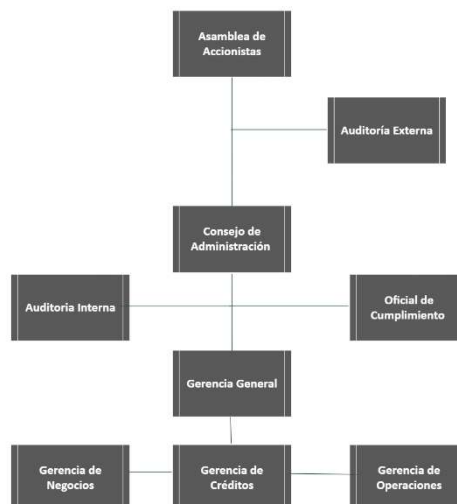 Asamblea de
Accionistas
Auditoría Externa
Consejo de
Administración
Auditoria Interna
Oficial de
Cumplimiento
Gerencia General
Gerencia de
Negocios
Gerencia de
Créditos
Gerencia de
Operaciones